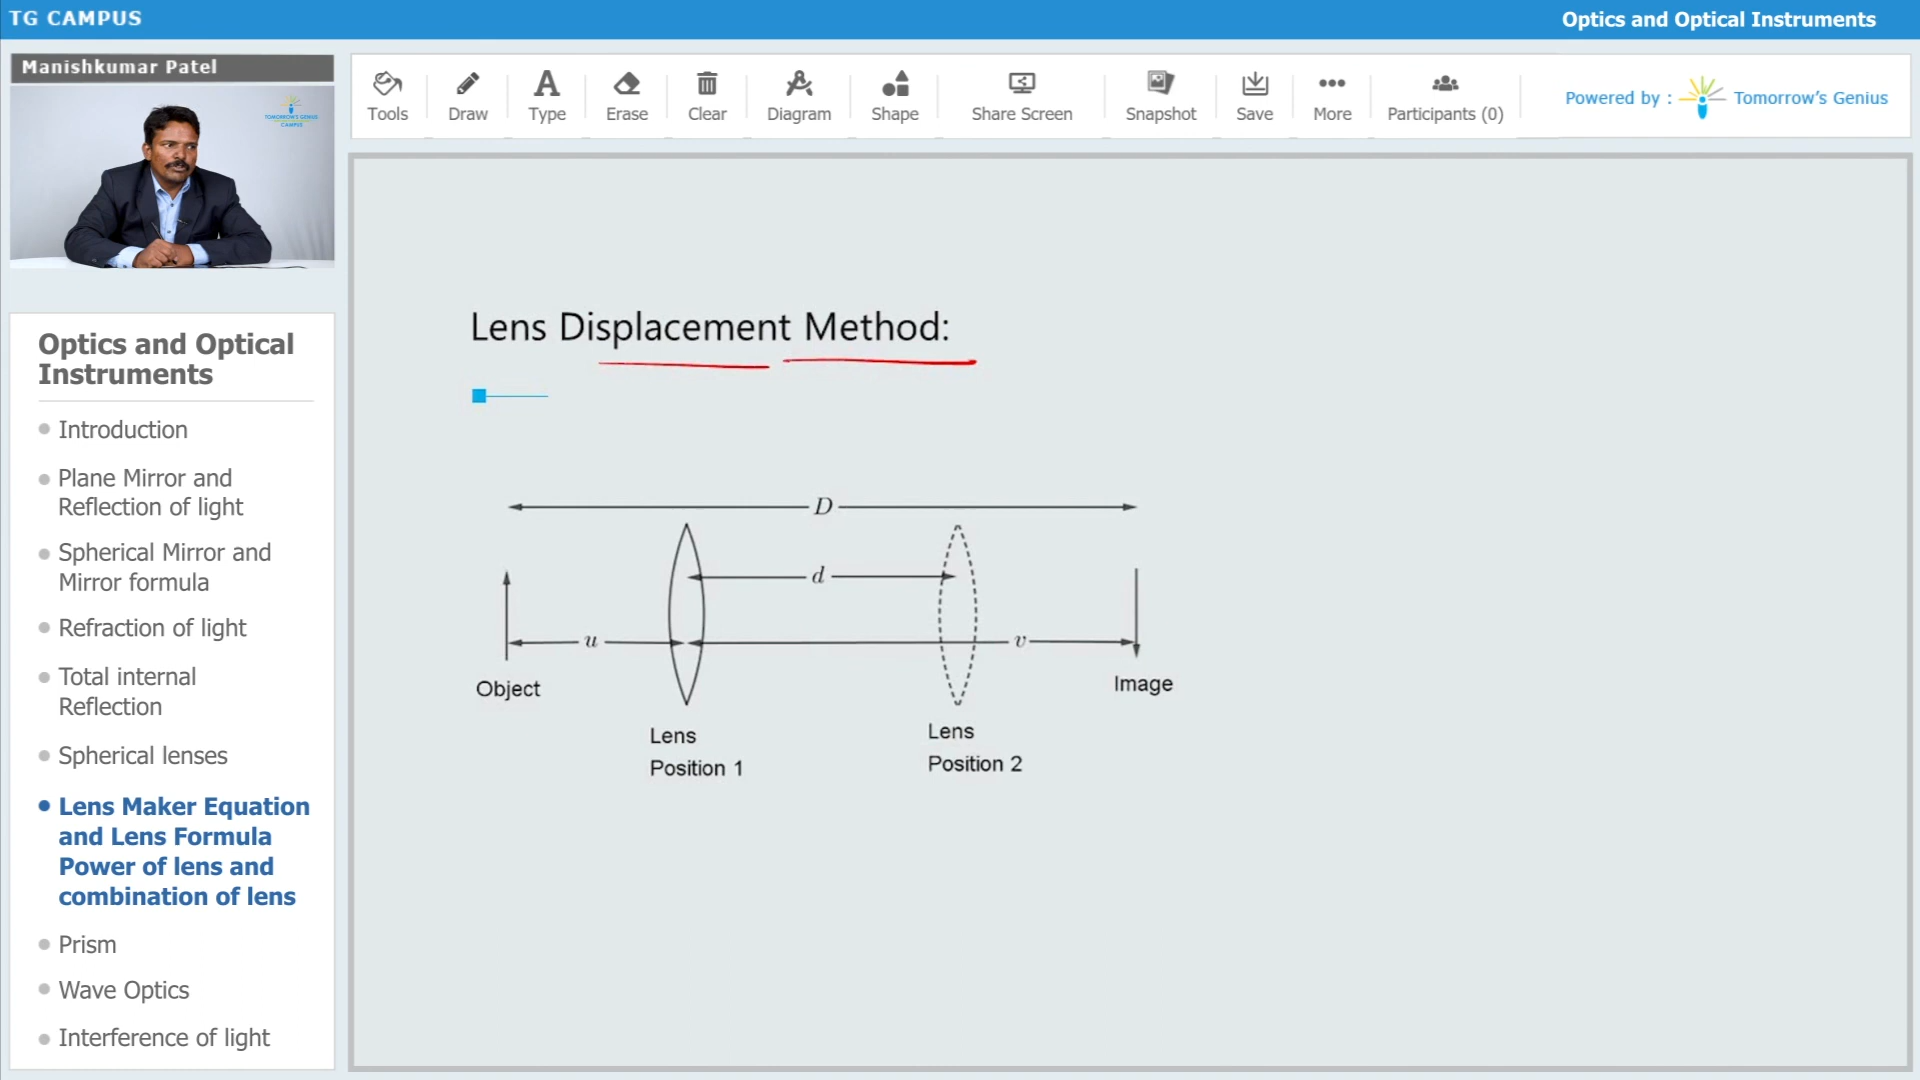 TG CAMPUS
Optics and Optical Instruments
Manishkumar Patel
TOMORROW'S GENIUS
CAMPUS
Tools
Draw
Type
Erase
Clear
Diagram
Shape
Share Screen
Snapshot
Save
More
Participants (0)
Powered by :
Tomorrow's Genius
Optics and Optical
Instruments
Introduction
Plane Mirror and
Reflection of light
Spherical Mirror and
Mirror formula
Refraction of light
Total internal
Reflection
Spherical lenses
Lens Maker Equation
and Lens Formula
Power of lens and
combination of lens
Prism
Wave Optics
Interference of light
Lens Displacement Method:
D
d
u
v
Object
Image
Lens
Position 1
Lens
Position 2